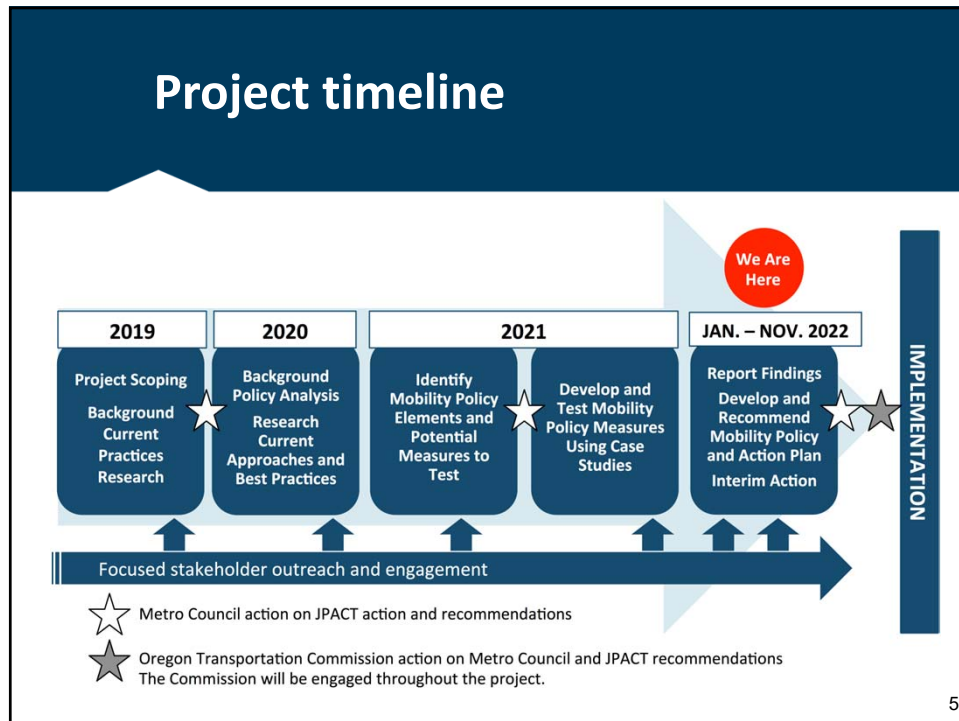 Project timeline
We Are
Here
2019
2020
2021
JAN. – NOV. 2022
Project Scoping
Background
Current
Practices
Research
Background
Policy Analysis
Research
Current
Approaches and
Best Practices
Identify
Mobility Policy
Elements and
Potential
Measures to
Test
Develop and
Test Mobility
Policy Measures
Using Case
Studies
Report Findings
Develop and
Recommend
Mobility Policy
and Action Plan
Interim Action
IMPLEMENTATION
Focused stakeholder outreach and engagement
Metro Council action on JPACT action and recommendations
Oregon Transportation Commission action on Metro Council and JPACT recommendations
The Commission will be engaged throughout the project.
5